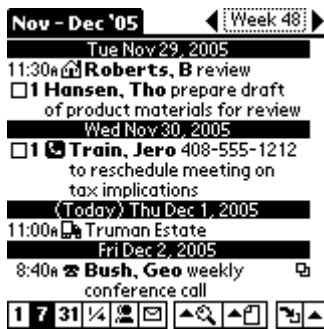 Nov - Dec '05 Week 48
Tue Nov 29, 2005
11:30a Roberts, B review
1 Hansen, Tho prepare draft
of product materials for review
Wed Nov 30, 2005
1 Train, Jero 408-555-1212
to reschedule meeting on
tax implications
(Today) Thu Dec 1, 2005
11:00a Truman Estate
Fri Dec 2, 2005
8:40a Bush, Geo weekly
conference call
1 7 31 1/4